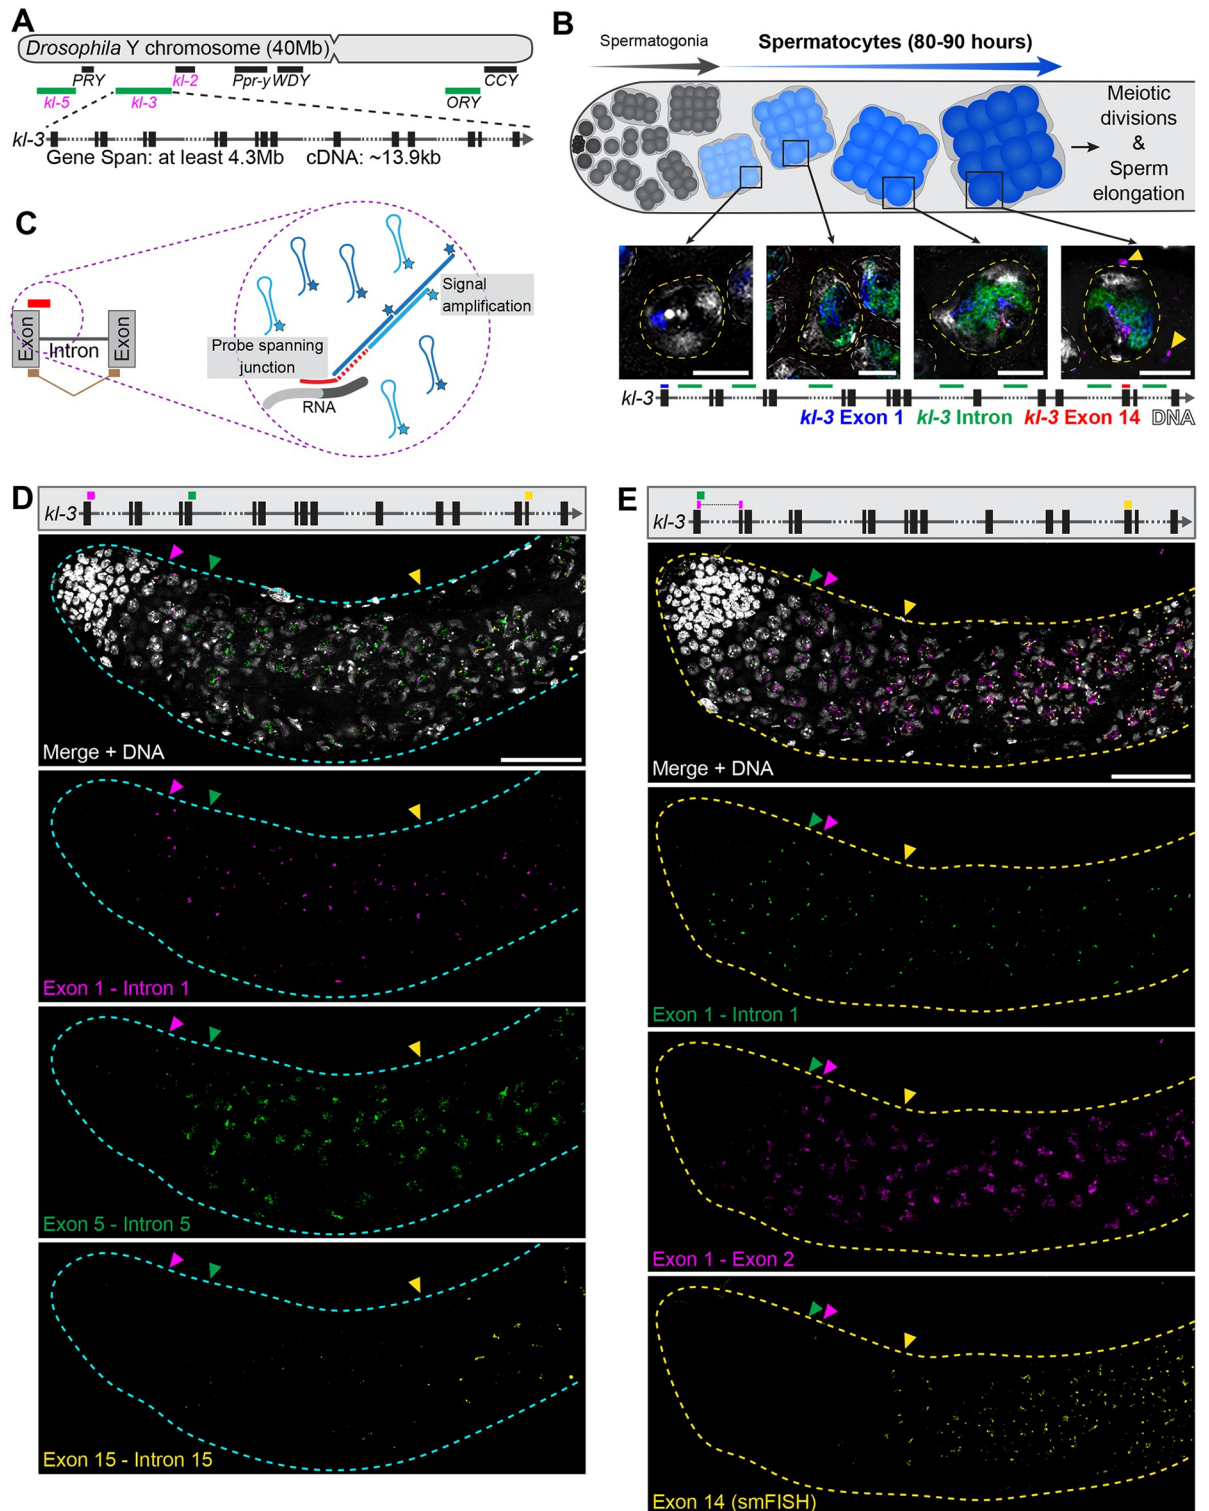 A
Drosophila Y chromosome (40Mb)
PRY
kl-2
Ppr-y
WDY
CCY
kl-5
kl-3
ORY
kl-3
Gene Span: at least 4.3Mb cDNA: ~13.9kb
B
Spermatogonia
Spermatocytes (80-90 hours)
Meiotic
divisions
&
Sperm
elongation
kl-3
kl-3 Exon 1 kl-3 Intron kl-3 Exon 14 DNA
C
Exon
Intron
Exon
Signal
amplification
Probe spanning
junction
RNA
D
kl-3
Merge + DNA
Exon 1 - Intron 1
Exon 5 - Intron 5
Exon 15 - Intron 15
E
kl-3
Merge + DNA
Exon 1 - Intron 1
Exon 1 - Exon 2
Exon 14 (smFISH)